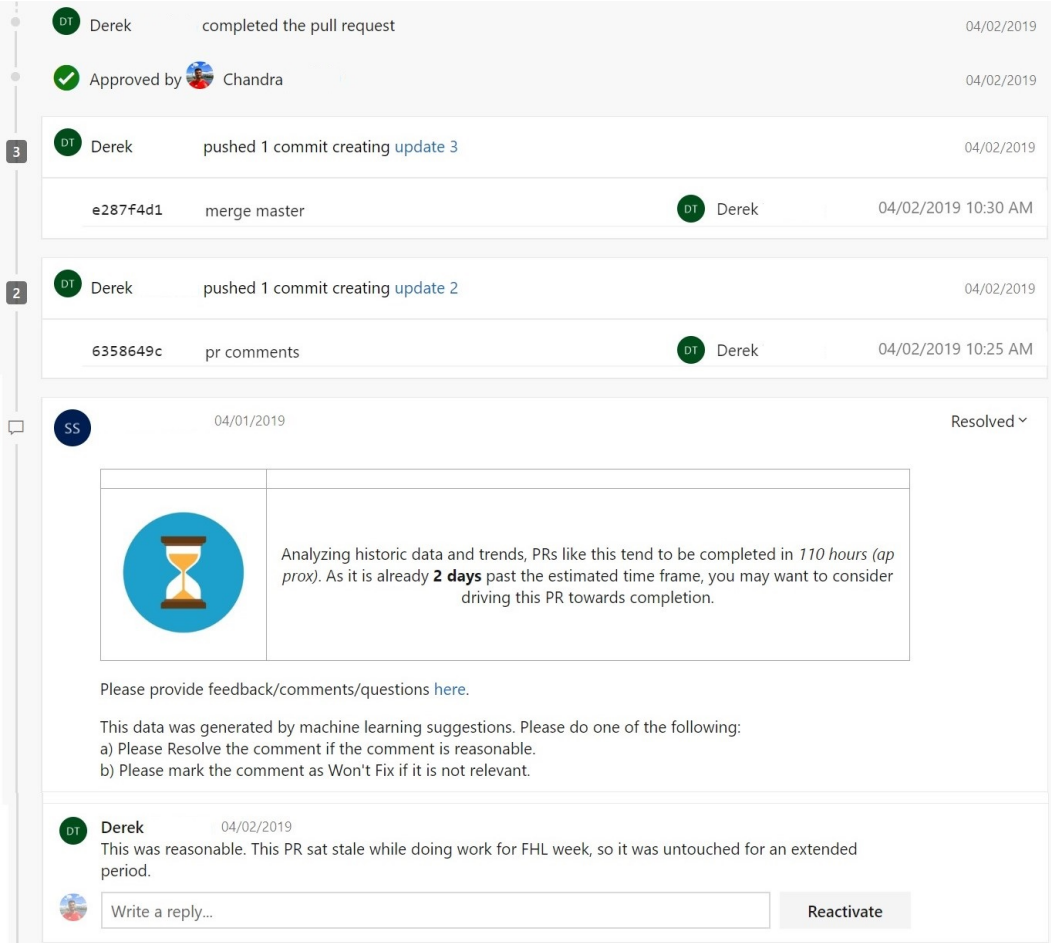 DT Derek completed the pull request 04/02/2019
Approved by Chandra 04/02/2019
3 DT Derek pushed 1 commit creating update 3 04/02/2019
e287f4d1 merge master DT Derek 04/02/2019 10:30 AM
2 DT Derek pushed 1 commit creating update 2 04/02/2019
6358649c pr comments DT Derek 04/02/2019 10:25 AM
SS 04/01/2019 Resolved
Analyzing historic data and trends, PRs like this tend to be completed in 110 hours (ap
prox). As it is already 2 days past the estimated time frame, you may want to consider
driving this PR towards completion.
Please provide feedback/comments/questions here.
This data was generated by machine learning suggestions. Please do one of the following:
a) Please Resolve the comment if the comment is reasonable.
b) Please mark the comment as Won't Fix if it is not relevant.
DT Derek 04/02/2019
This was reasonable. This PR sat stale while doing work for FHL week, so it was untouched for an extended
period.
Write a reply... Reactivate